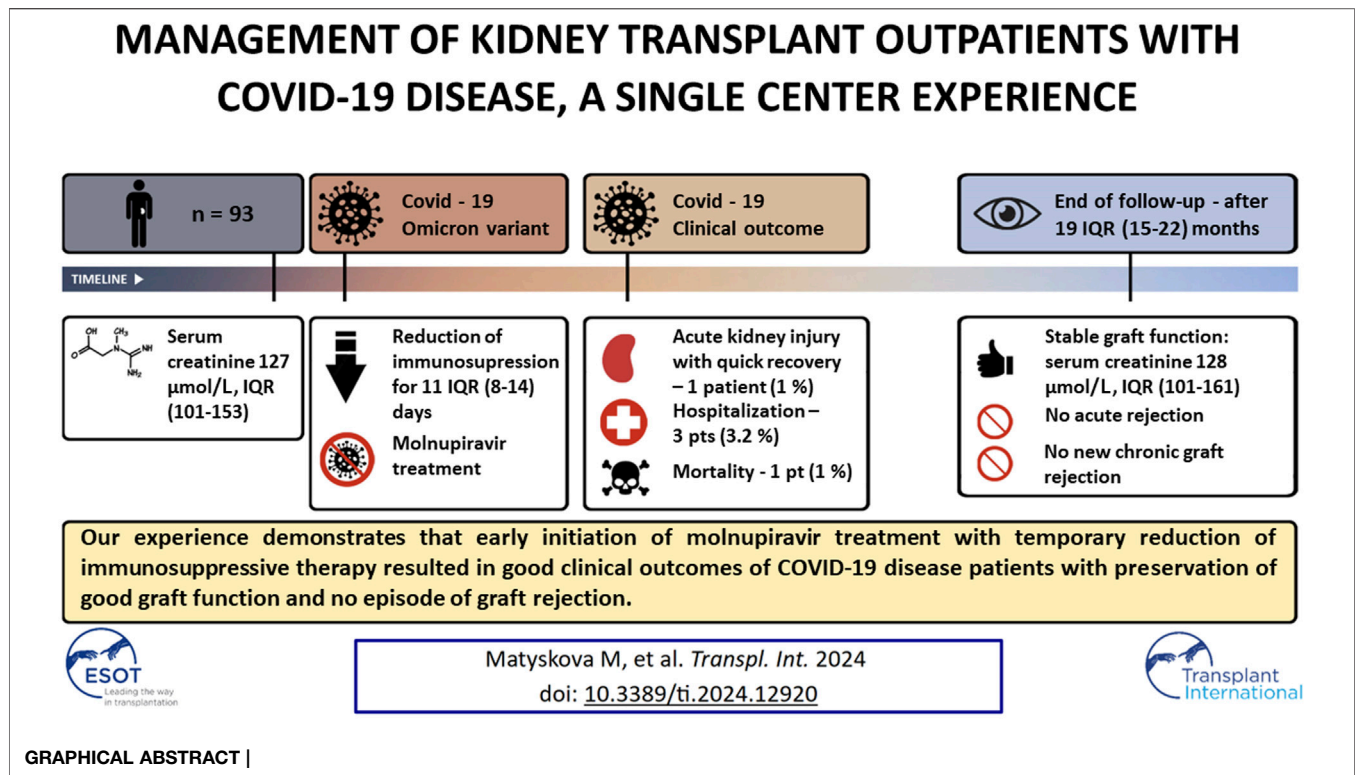 MANAGEMENT OF KIDNEY TRANSPLANT OUTPATIENTS WITH
COVID-19 DISEASE, A SINGLE CENTER EXPERIENCE
n = 93
Covid - 19
Omicron variant
Covid - 19
Clinical outcome
End of follow-up - after
19 IQR (15-22) months
TIMELINE ▶
OH
CH₃
O
N
NH
NH₂
Serum
creatinine 127
µmol/L, IQR
(101-153)
Reduction of
immunosupression
for 11 IQR (8-14)
days
Molnupiravir
treatment
Acute kidney injury
with quick recovery
– 1 patient (1 %)
Hospitalization –
3 pts (3.2 %)
Mortality - 1 pt (1 %)
Stable graft function:
serum creatinine 128
µmol/L, IQR (101-161)
No acute rejection
No new chronic graft
rejection
Our experience demonstrates that early initiation of molnupiravir treatment with temporary reduction of
immunosuppressive therapy resulted in good clinical outcomes of COVID-19 disease patients with preservation of
good graft function and no episode of graft rejection.
ESOT
Leading the way
in transplantation
Matyskova M, et al. Transpl. Int. 2024
doi: 10.3389/ti.2024.12920
Transplant
International
GRAPHICAL ABSTRACT |